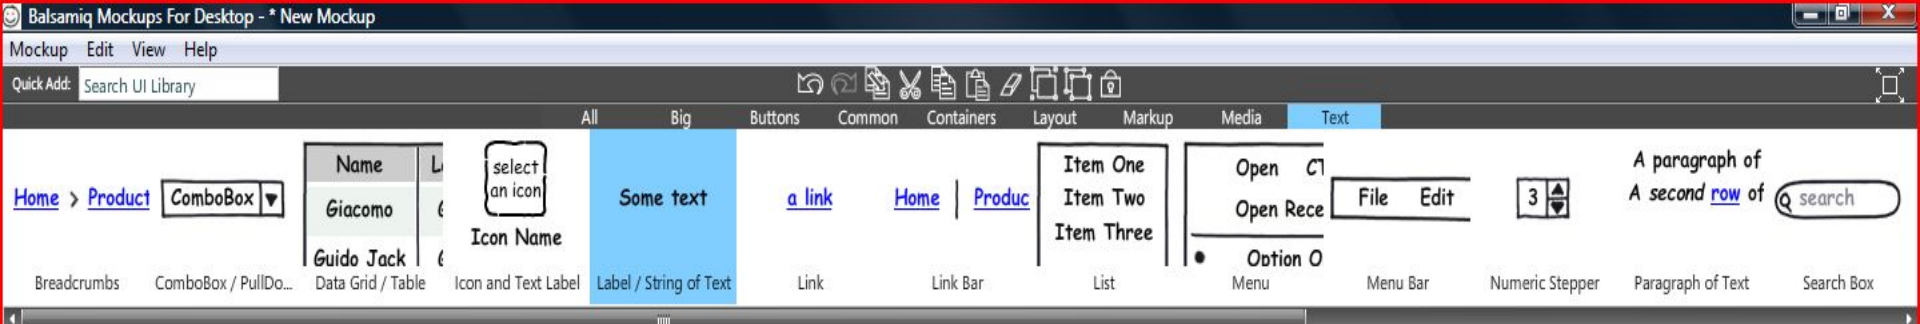 Balsamiq Mockups For Desktop - * New Mockup
Mockup Edit View Help
Quick Add: Search UI Library
All Big Buttons Common Containers Layout Markup Media Text
Home > Product
ComboBox
Name
Giacomo
Guido Jack
select
an icon
Icon Name
Some text
a link
Home | Produc
Item One
Item Two
Item Three
Open CT
Open Rece
Option O
File Edit
3
A paragraph of
A second row of
search
Breadcrumbs ComboBox / PullDo... Data Grid / Table Icon and Text Label Label / String of Text Link Link Bar List Menu Menu Bar Numeric Stepper Paragraph of Text Search Box